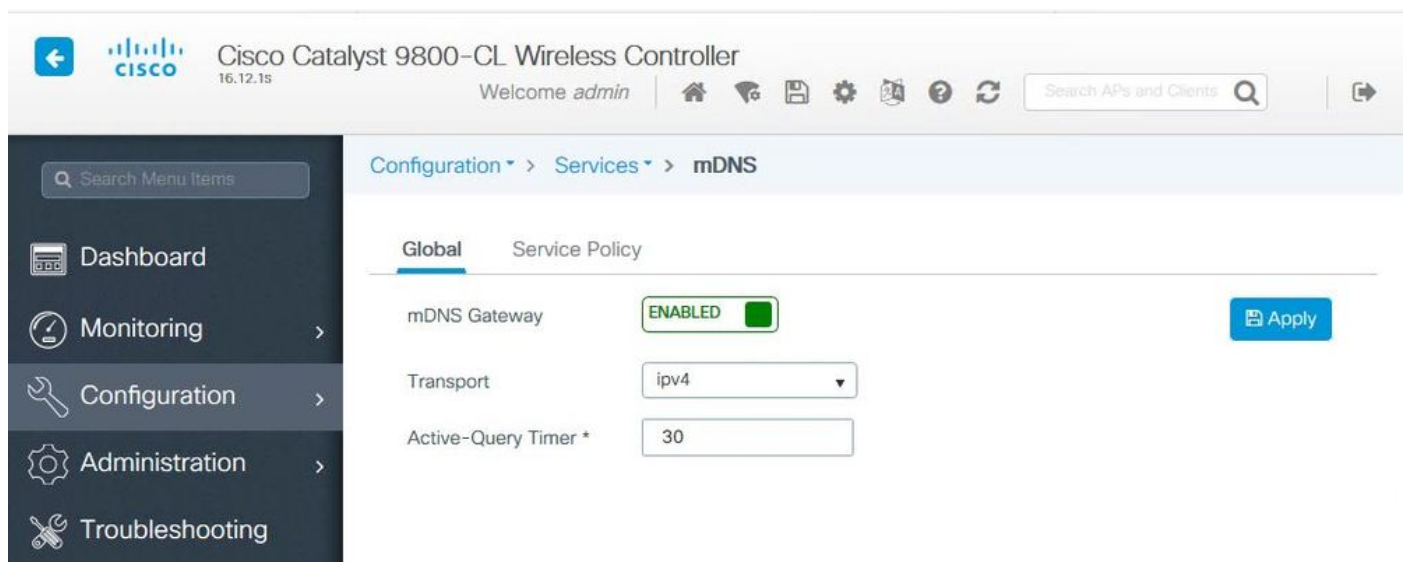 CISCO
Cisco Catalyst 9800-CL Wireless Controller
16.12.1s
Welcome admin
Search APs and Clients
Search Menu Items
Configuration > Services > mDNS
Dashboard
Monitoring
Configuration
Administration
Troubleshooting
Global Service Policy
mDNS Gateway ENABLED Apply
Transport ipv4
Active-Query Timer * 30